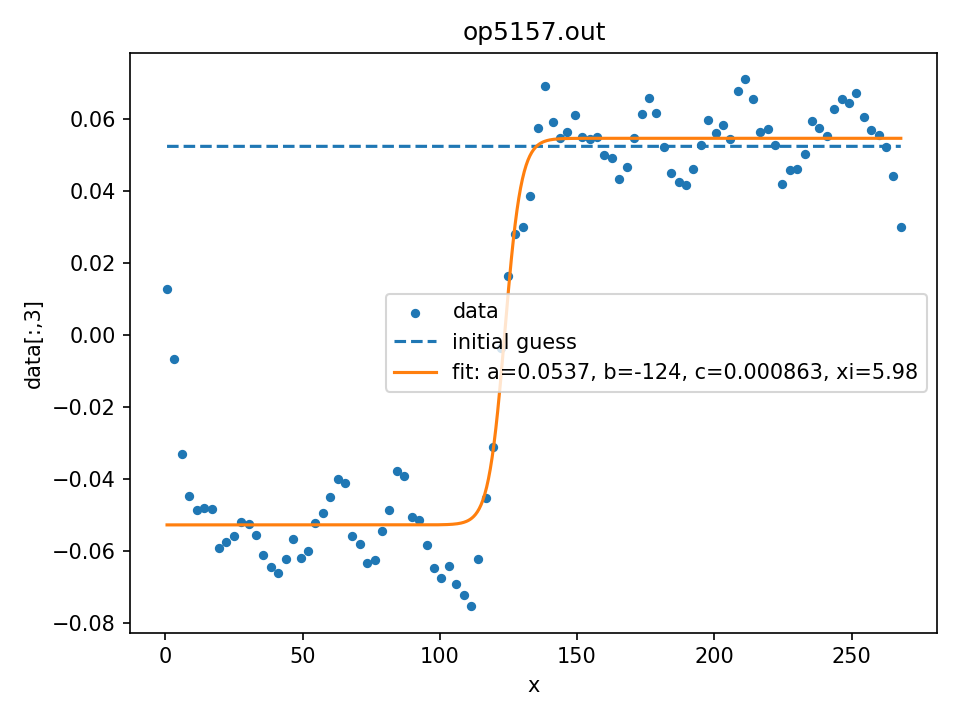 op5157.out
data[:,3]
0.06
0.04
0.02
0.00
−0.02
−0.04
−0.06
−0.08
data
initial guess
fit: a=0.0537, b=-124, c=0.000863, xi=5.98
0 50 100 150 200 250
x